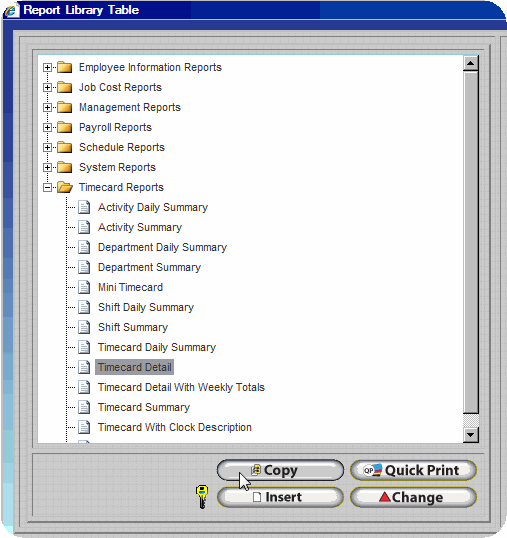 Report Library Table
Employee Information Reports
Job Cost Reports
Management Reports
Payroll Reports
Schedule Reports
System Reports
Timecard Reports
Activity Daily Summary
Activity Summary
Department Daily Summary
Department Summary
Mini Timecard
Shift Daily Summary
Shift Summary
Timecard Daily Summary
Timecard Detail
Timecard Detail With Weekly Totals
Timecard Summary
Timecard With Clock Description
Copy
QP Quick Print
Insert
Change